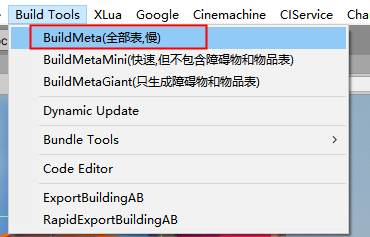 Build Tools XLua Google Cinemachine CIService Cha
BuildMeta(全部表,慢)
BuildMetaMini(快速,但不包含障碍物和物品表)
BuildMetaGiant(只生成障碍物和物品表)
Dynamic Update
Bundle Tools
Code Editor
ExportBuildingAB
RapidExportBuildingAB